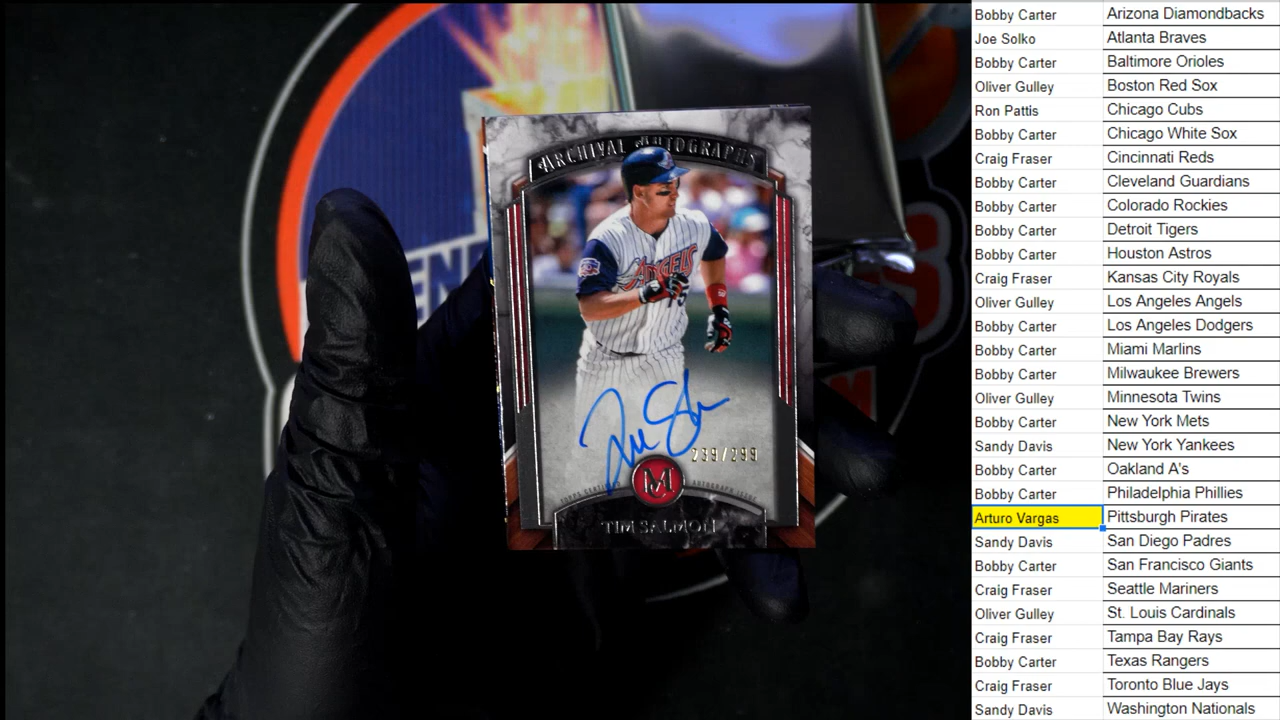 ARCHIVAL AUTOGRAPHS
ANGELS
15
239/299
M
TIM SALMON
Bobby Carter Arizona Diamondbacks
Joe Solko Atlanta Braves
Bobby Carter Baltimore Orioles
Oliver Gulley Boston Red Sox
Ron Pattis Chicago Cubs
Bobby Carter Chicago White Sox
Craig Fraser Cincinnati Reds
Bobby Carter Cleveland Guardians
Bobby Carter Colorado Rockies
Bobby Carter Detroit Tigers
Bobby Carter Houston Astros
Craig Fraser Kansas City Royals
Oliver Gulley Los Angeles Angels
Bobby Carter Los Angeles Dodgers
Bobby Carter Miami Marlins
Bobby Carter Milwaukee Brewers
Oliver Gulley Minnesota Twins
Bobby Carter New York Mets
Sandy Davis New York Yankees
Bobby Carter Oakland A's
Bobby Carter Philadelphia Phillies
Arturo Vargas Pittsburgh Pirates
Sandy Davis San Diego Padres
Bobby Carter San Francisco Giants
Craig Fraser Seattle Mariners
Oliver Gulley St. Louis Cardinals
Craig Fraser Tampa Bay Rays
Bobby Carter Texas Rangers
Craig Fraser Toronto Blue Jays
Sandy Davis Washington Nationals